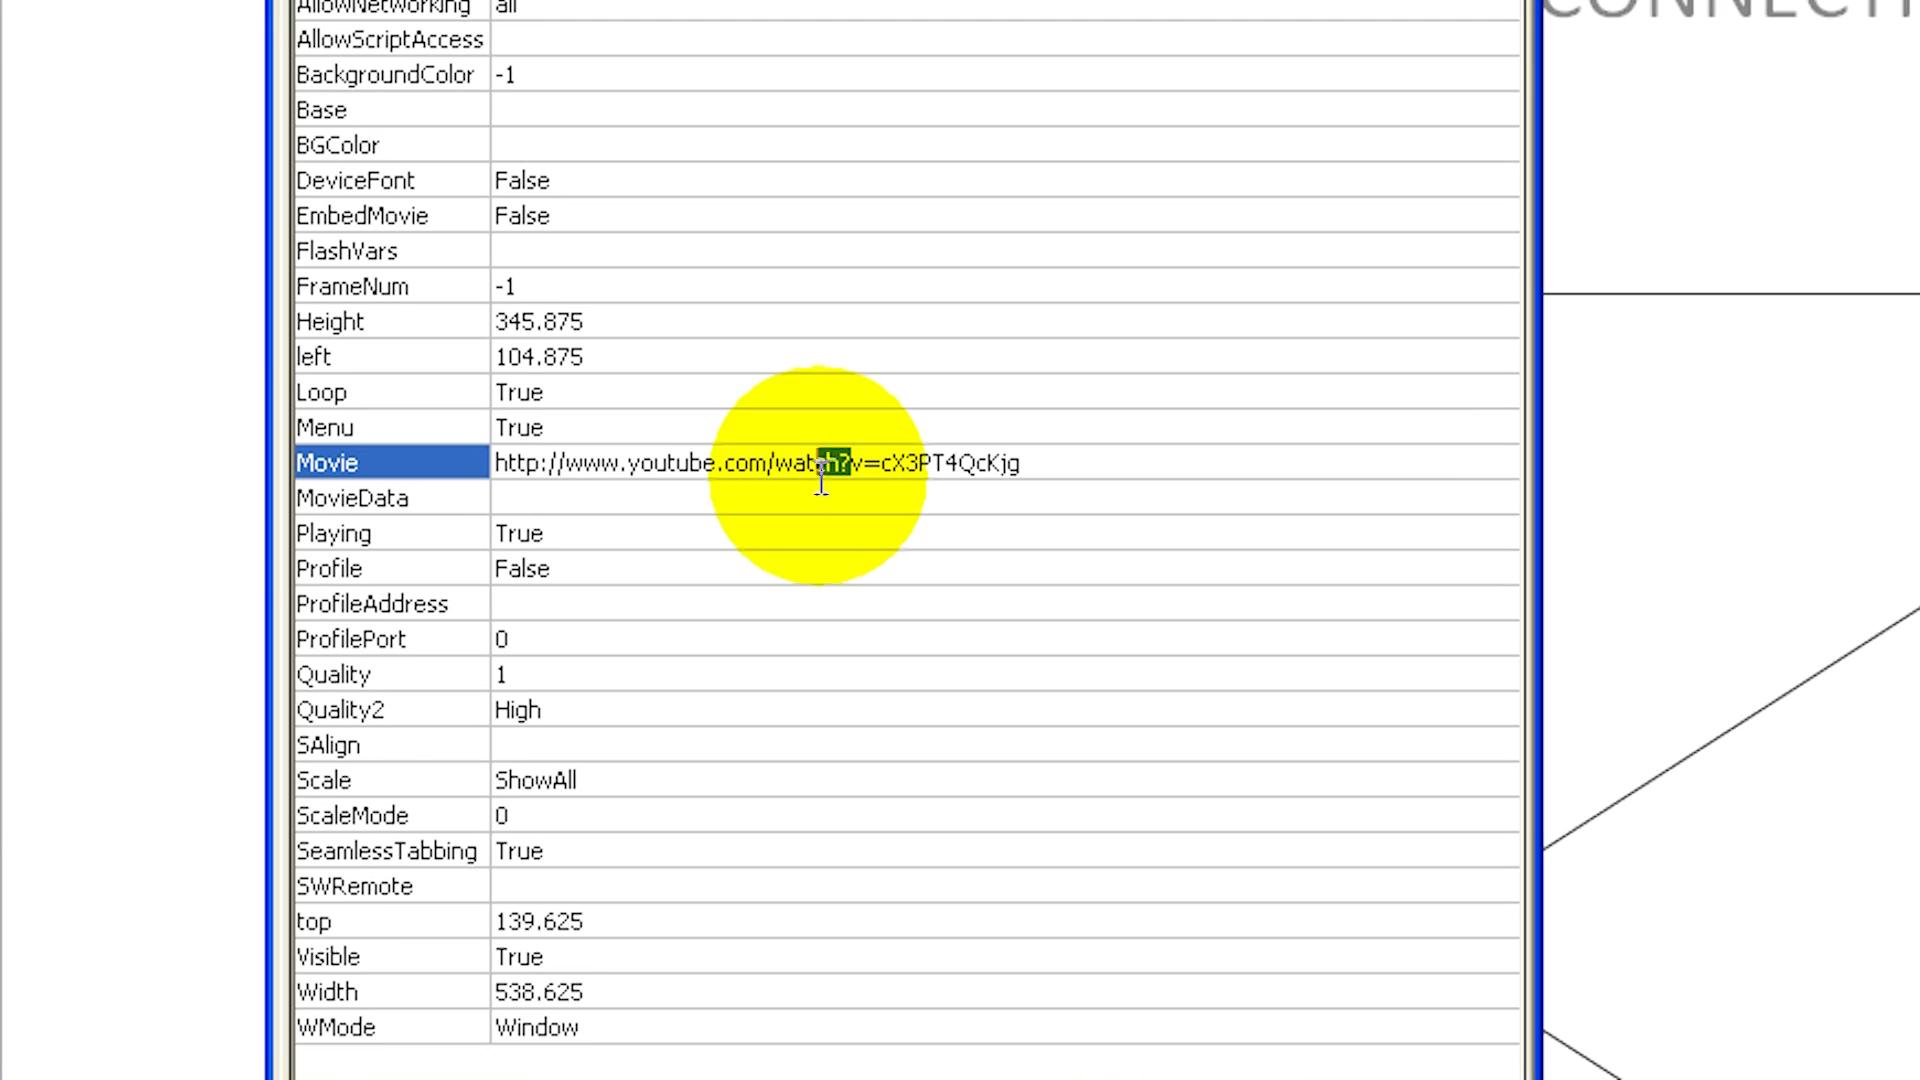 AllowNetworking all
CONNECTI
AllowScriptAccess
BackgroundColor -1
Base
BGColor
DeviceFont False
EmbedMovie False
FlashVars
FrameNum -1
Height 345.875
left 104.875
Loop True
Menu True
Movie http://www.youtube.com/watch?v=cX3PT4QcKjg
MovieData
Playing True
Profile False
ProfileAddress
ProfilePort 0
Quality 1
Quality2 High
SAlign
Scale ShowAll
ScaleMode 0
SeamlessTabbing True
SWRemote
top 139.625
Visible True
Width 538.625
WMode Window